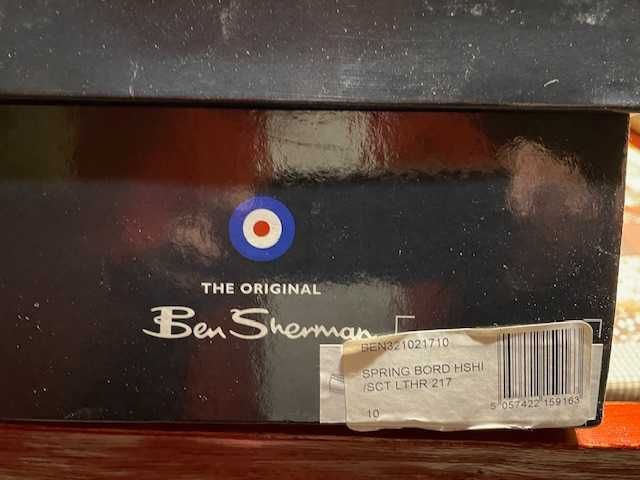 THE ORIGINAL
Ben Sherman
BEN321021710
SPRING BORD HSHI
/SCT LTHR 217
10
5 057422 159163